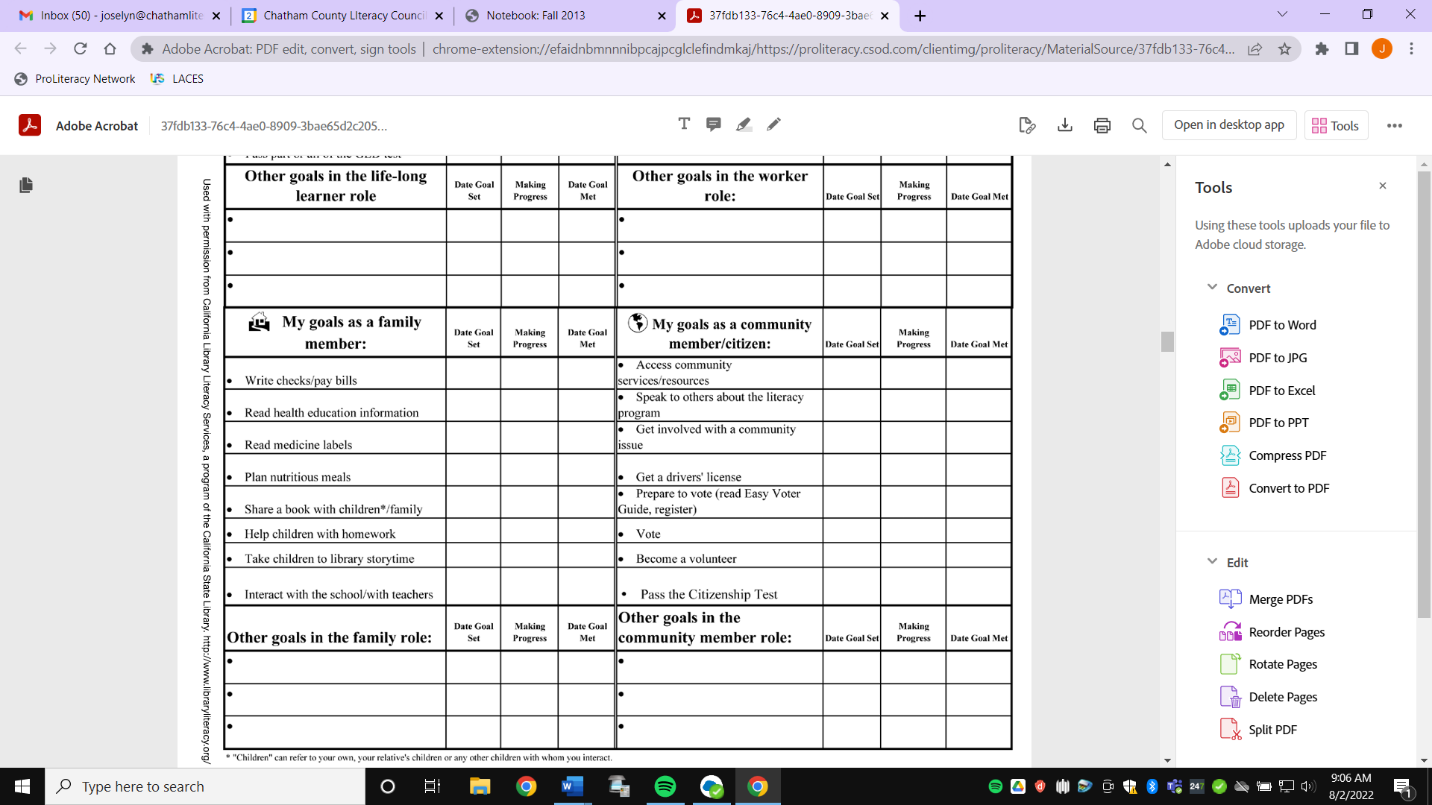 Inbox (50) - joselyn@chathamlite
Chatham County LIteracy Counci
Notebook: Fall 2013
37fdb133-76c4-4ae0-8909-3bae
Adobe Acrobat: PDF edit, convert, sign tools | chrome-extension://efaidnbmnnnibpcajpcglclefindmkaj/https://proliteracy.csod.com/clientimg/proliteracy/MaterialSource/37fdb133-76c4...
J
ProLiteracy Network
LACES
Adobe Acrobat
37fdb133-76c4-4ae0-8909-3bae65d2c205...
Open in desktop app
Tools
Used with permission from California Library Literacy Services, a program of the California State Library. http://www.libraryliteracy.org/
Other goals in the life-long
learner role
Date Goal
Set
Making
Progress
Date Goal
Met
Other goals in the worker
role:
Date Goal Set
Making
Progress
Date Goal Met
My goals as a family
member:
Date Goal
Set
Making
Progress
Date Goal
Met
My goals as a community
member/citizen:
Date Goal Set
Making
Progress
Date Goal Met
• Write checks/pay bills
• Access community
services/resources
• Read health education information
• Speak to others about the literacy
program
• Read medicine labels
• Get involved with a community
issue
• Plan nutritious meals
• Get a drivers' license
• Share a book with children*/family
• Prepare to vote (read Easy Voter
Guide, register)
• Help children with homework
• Vote
• Take children to library storytime
• Become a volunteer
• Interact with the school/with teachers
• Pass the Citizenship Test
Other goals in the family role:
Date Goal
Set
Making
Progress
Date Goal
Met
Other goals in the
community member role:
Date Goal Set
Making
Progress
Date Goal Met
* "Children" can refer to your own, your relative's children or any other children with whom you interact.
Tools
Using these tools uploads your file to
Adobe cloud storage.
Convert
PDF to Word
PDF to JPG
PDF to Excel
PDF to PPT
Compress PDF
Convert to PDF
Edit
Merge PDFs
Reorder Pages
Rotate Pages
Delete Pages
Split PDF
Type here to search
247
9:06 AM
8/2/2022
1